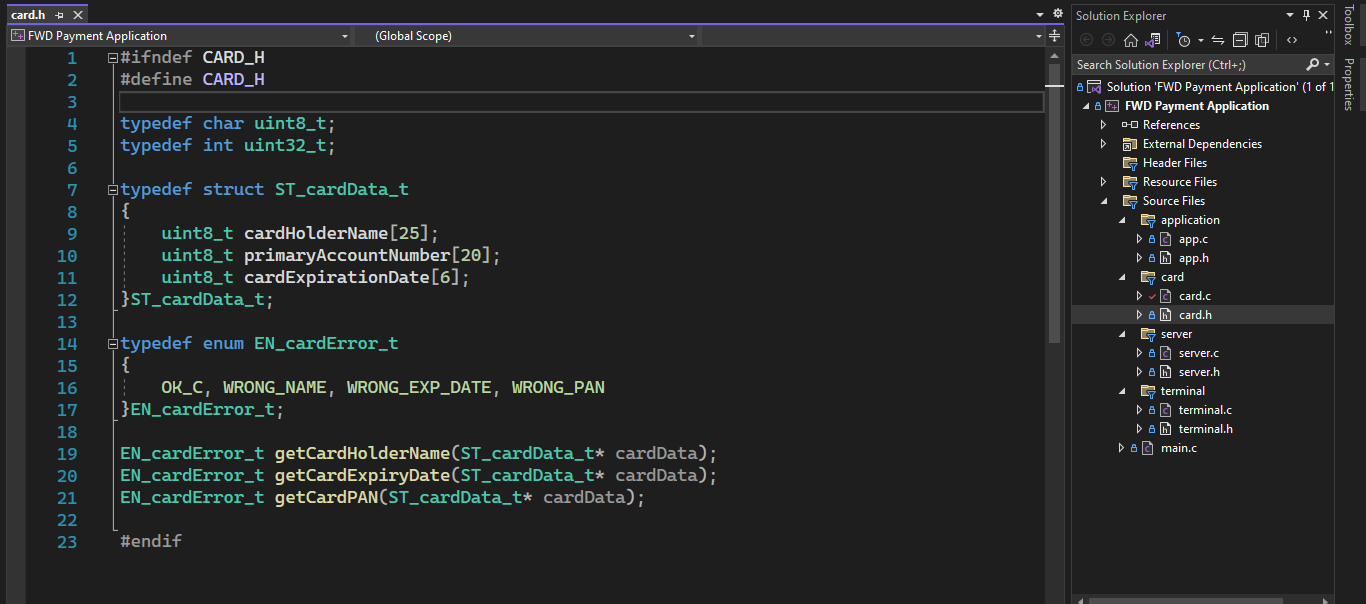 card.h
FWD Payment Application
(Global Scope)
1 #ifndef CARD_H
2 #define CARD_H
3
4 typedef char uint8_t;
5 typedef int uint32_t;
6
7 typedef struct ST_cardData_t
8 {
9 uint8_t cardHolderName[25];
10 uint8_t primaryAccountNumber[20];
11 uint8_t cardExpirationDate[6];
12 }ST_cardData_t;
13
14 typedef enum EN_cardError_t
15 {
16 OK_C, WRONG_NAME, WRONG_EXP_DATE, WRONG_PAN
17 }EN_cardError_t;
18
19 EN_cardError_t getCardHolderName(ST_cardData_t* cardData);
20 EN_cardError_t getCardExpiryDate(ST_cardData_t* cardData);
21 EN_cardError_t getCardPAN(ST_cardData_t* cardData);
22
23 #endif
Solution Explorer
Search Solution Explorer (Ctrl+;)
Solution 'FWD Payment Application' (1 of 1
FWD Payment Application
References
External Dependencies
Header Files
Resource Files
Source Files
application
app.c
app.h
card
card.c
card.h
server
server.c
server.h
terminal
terminal.c
terminal.h
main.c
Toolbox
Properties